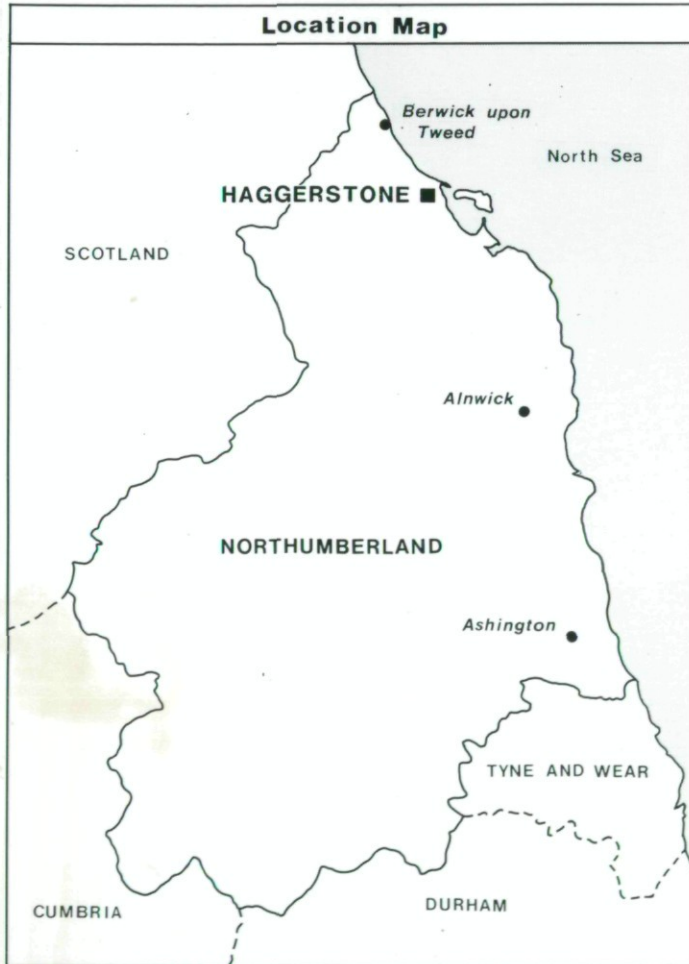 Location Map
Berwick upon
Tweed
North Sea
HAGGERSTONE
SCOTLAND
Alnwick
NORTHUMBERLAND
Ashington
TYNE AND WEAR
CUMBRIA
DURHAM